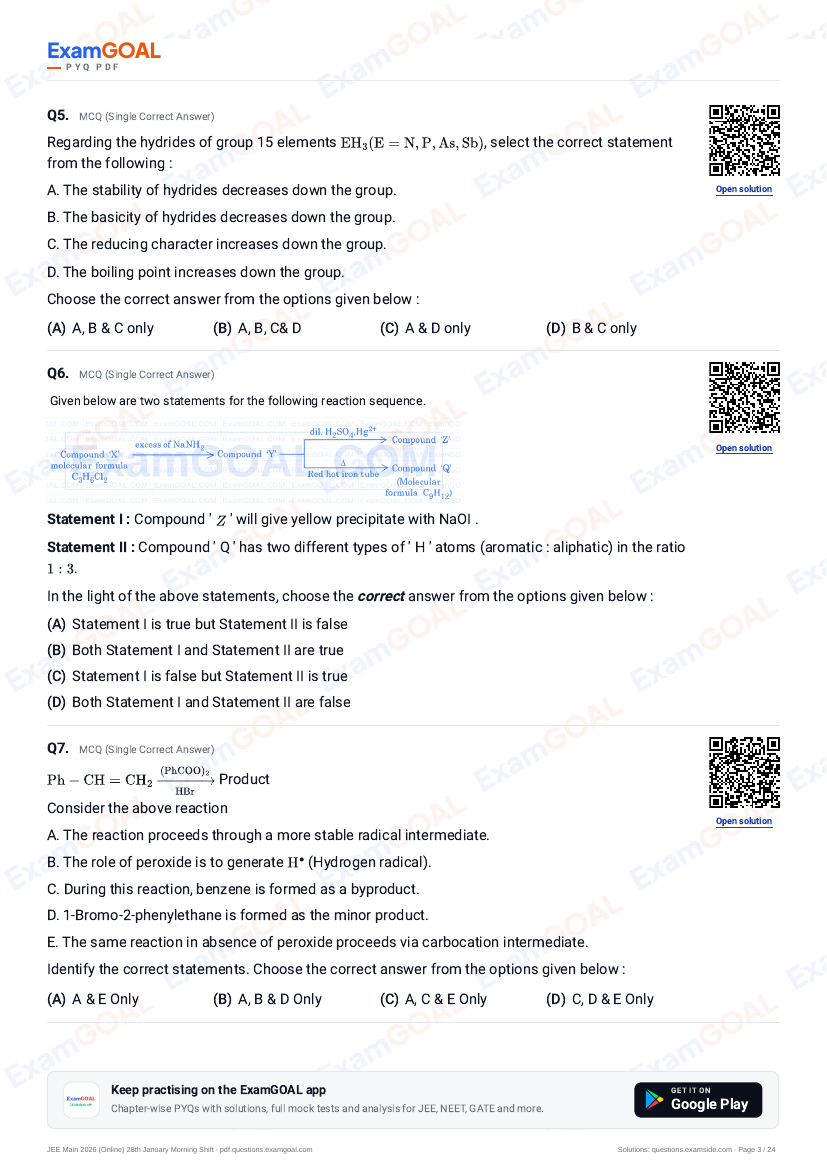 ExamGOAL
PYQ PDF
Q5. MCQ (Single Correct Answer)
Regarding the hydrides of group 15 elements EH₃(E = N, P, As, Sb), select the correct statement
from the following :
Open solution
A. The stability of hydrides decreases down the group.
B. The basicity of hydrides decreases down the group.
C. The reducing character increases down the group.
D. The boiling point increases down the group.
Choose the correct answer from the options given below :
(A) A, B & C only (B) A, B, C& D (C) A & D only (D) B & C only
Q6. MCQ (Single Correct Answer)
Given below are two statements for the following reaction sequence.
Open solution
Compound ‘X’
molecular formula
C₃H₆Cl₂
excess of NaNH₂
Compound ‘Y’
dil. H₂SO₄,Hg²⁺
Compound ‘Z’
Δ
Red hot iron tube
Compound ‘Q’
(Molecular
formula C₉H₁₂)
Statement I : Compound ' Z ' will give yellow precipitate with NaOI .
Statement II : Compound ' Q ' has two different types of ' H ' atoms (aromatic : aliphatic) in the ratio
1 : 3.
In the light of the above statements, choose the correct answer from the options given below :
(A) Statement I is true but Statement II is false
(B) Both Statement I and Statement II are true
(C) Statement I is false but Statement II is true
(D) Both Statement I and Statement II are false
Q7. MCQ (Single Correct Answer)
Ph − CH = CH₂ (PhCOO)₂ → HBr Product
Open solution
Consider the above reaction
A. The reaction proceeds through a more stable radical intermediate.
B. The role of peroxide is to generate H• (Hydrogen radical).
C. During this reaction, benzene is formed as a byproduct.
D. 1-Bromo-2-phenylethane is formed as the minor product.
E. The same reaction in absence of peroxide proceeds via carbocation intermediate.
Identify the correct statements. Choose the correct answer from the options given below :
(A) A & E Only (B) A, B & D Only (C) A, C & E Only (D) C, D & E Only
ExamGOAL
Keep practising on the ExamGOAL app
Chapter-wise PYQs with solutions, full mock tests and analysis for JEE, NEET, GATE and more.
GET IT ON
Google Play
JEE Main 2026 (Online) 28th January Morning Shift · pdf.questions.examgoal.com
Solutions: questions.examside.com · Page 3 / 24